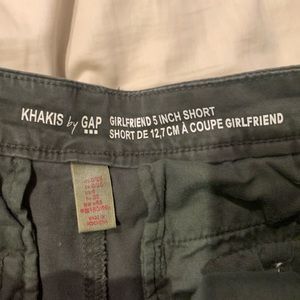 KHAKIS by GAP
GIRLFRIEND 5 INCH SHORT
SHORT DE 12,7 CM À COUPE GIRLFRIEND